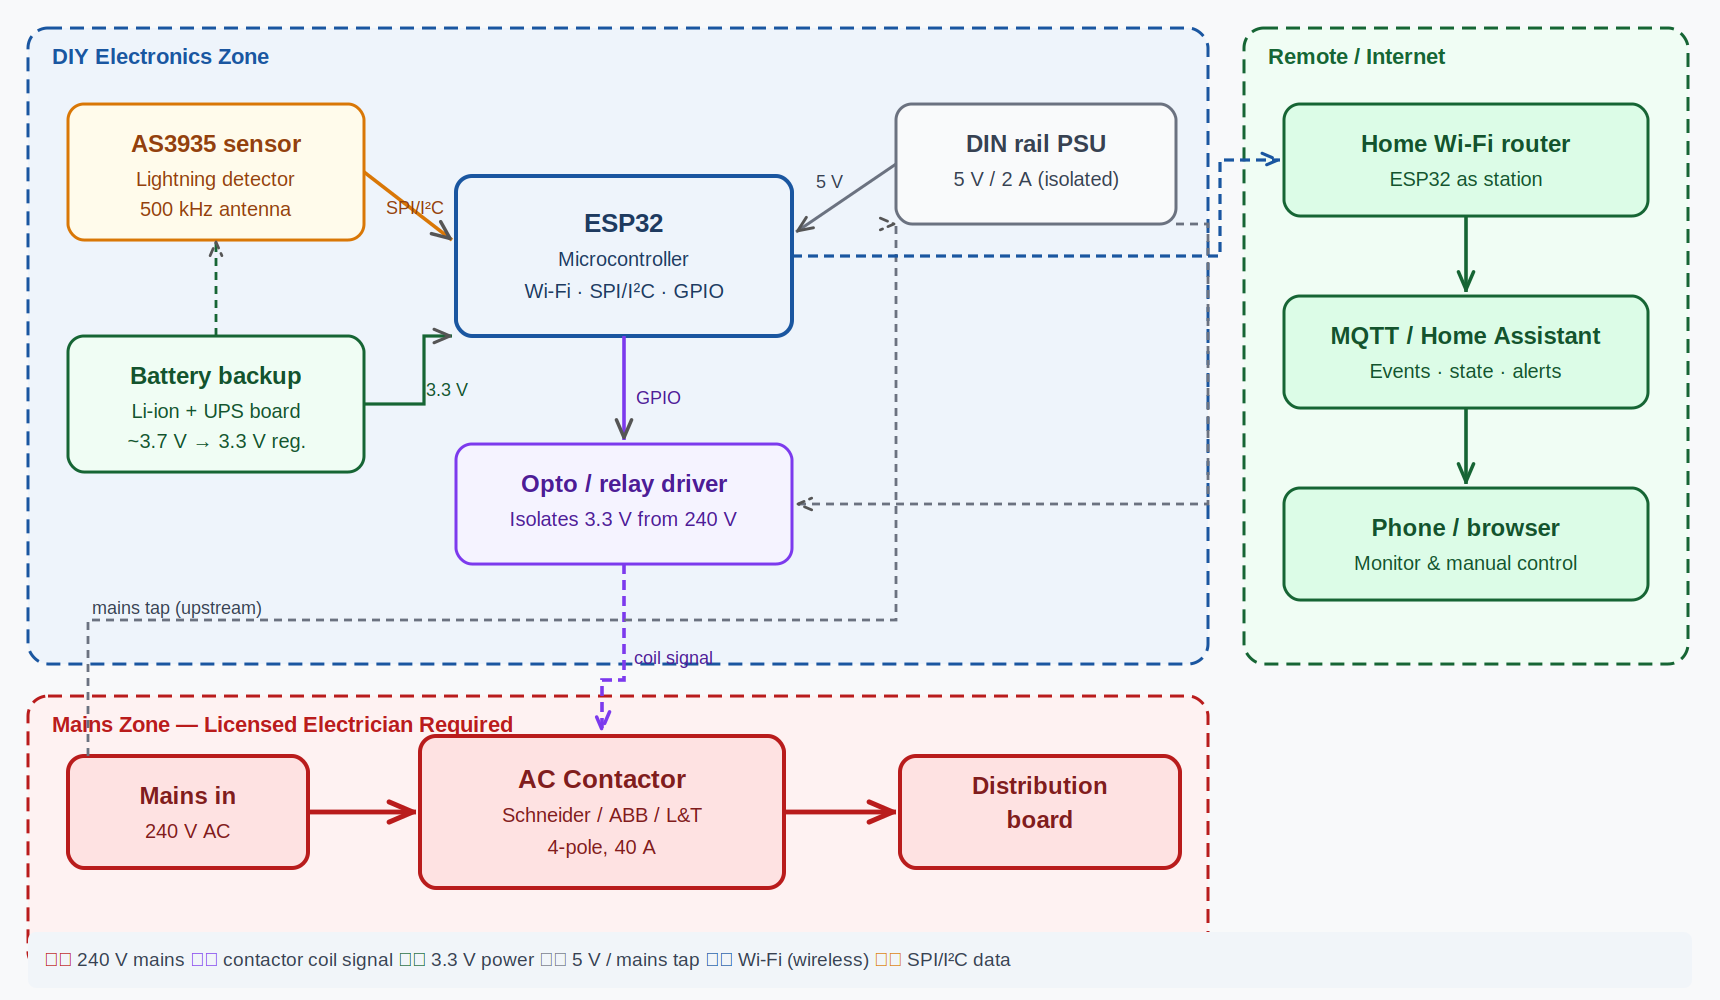 DIY Electronics Zone
Remote / Internet
AS3935 sensor
Lightning detector
500 kHz antenna
SPI/I²C
ESP32
Microcontroller
Wi-Fi · SPI/I²C · GPIO
5 V
DIN rail PSU
5 V / 2 A (isolated)
Home Wi-Fi router
ESP32 as station
Battery backup
Li-ion + UPS board
~3.7 V → 3.3 V reg.
3.3 V
GPIO
MQTT / Home Assistant
Events · state · alerts
Opto / relay driver
Isolates 3.3 V from 240 V
Phone / browser
Monitor & manual control
mains tap (upstream)
coil signal
Mains Zone — Licensed Electrician Required
Mains in
240 V AC
AC Contactor
Schneider / ABB / L&T
4-pole, 40 A
Distribution
board
240 V mains contactor coil signal 3.3 V power 5 V / mains tap Wi-Fi (wireless) SPI/I²C data